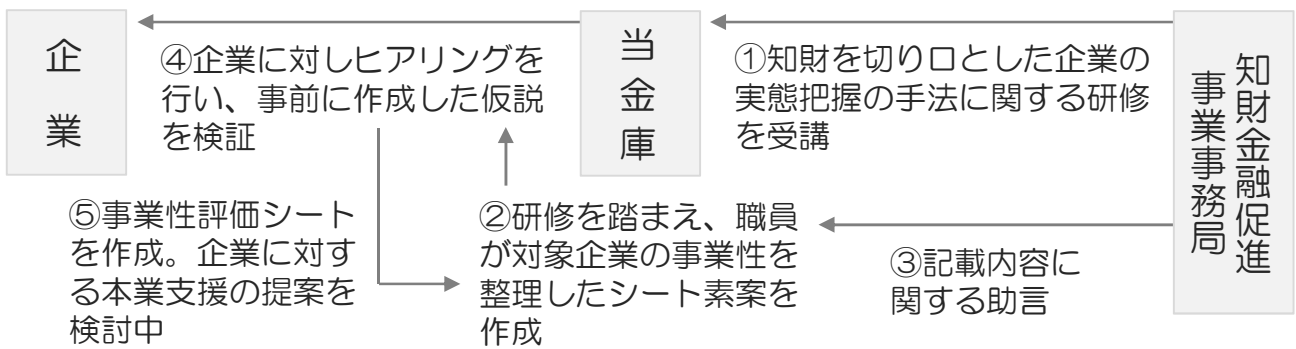 企業
④企業に対しヒアリングを
行い、事前に作成した仮説
を検証
当金庫
①知財を切り口とした企業の
実態把握の手法に関する研修
を受講
知財金融促進
事業事務局
⑤事業性評価シート
を作成。企業に対す
る本業支援の提案を
検討中
②研修を踏まえ、職員
が対象企業の事業性を
整理したシート素案を
作成
③記載内容に
関する助言